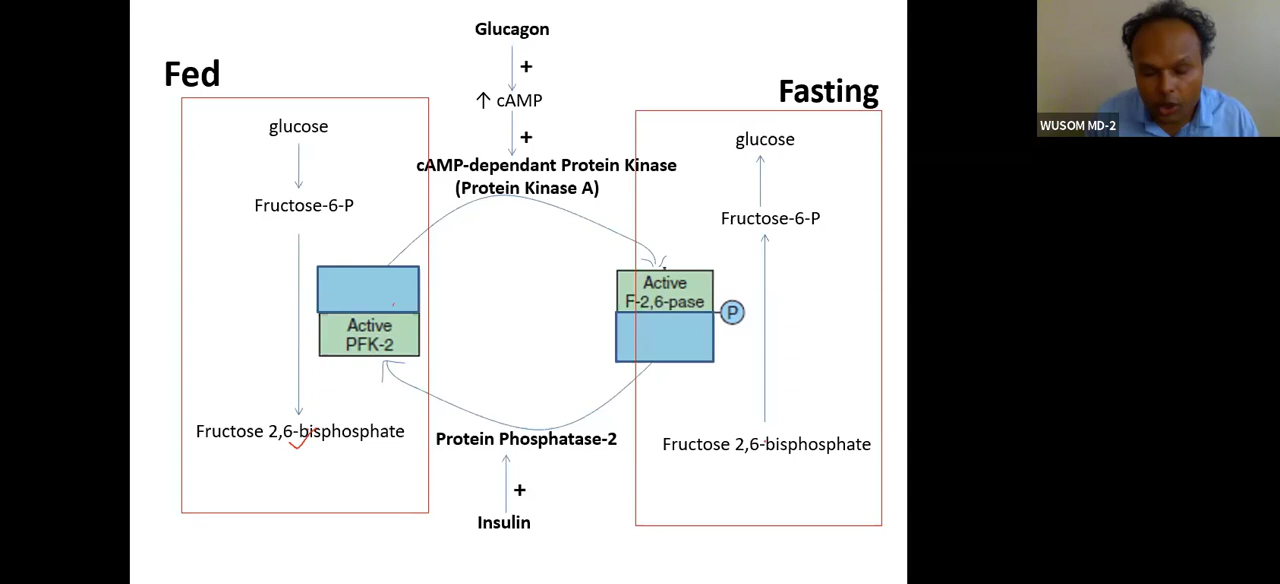 Glucagon
+
↑ cAMP
+
cAMP-dependant Protein Kinase
(Protein Kinase A)
Fed
glucose
Fructose-6-P
Active
PFK-2
Fructose 2,6-bisphosphate
Fasting
glucose
Fructose-6-P
Active
F-2,6-pase
P
Fructose 2,6-bisphosphate
Protein Phosphatase-2
+
Insulin
WUSOM MD-2